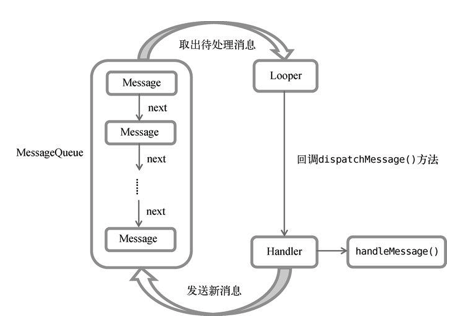 取出待处理消息
Message
Looper
next
Message
MessageQueue
next
回调dispatchMessage()方法
next
Message
Handler
handleMessage()
发送新消息